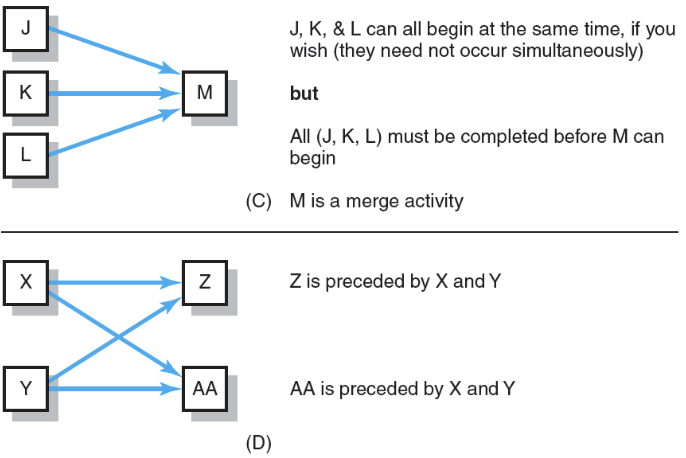 J
K
L
M
J, K, & L can all begin at the same time, if you
wish (they need not occur simultaneously)
but
All (J, K, L) must be completed before M can
begin
(C) M is a merge activity
X
Z
Z is preceded by X and Y
Y
AA
AA is preceded by X and Y
(D)